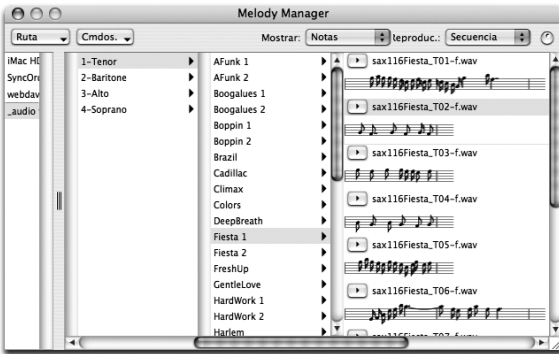 Melody Manager
Ruta Cmdos. Mostrar: Notas teproduc.: Secuencia
iMac HD
SyncOrd
webdav
_audio
1-Tenor
2-Baritone
3-Alto
4-Soprano
AFunk 1
AFunk 2
Boogalues 1
Boogalues 2
Boppin 1
Boppin 2
Brazil
Cadillac
Climax
Colors
DeepBreath
Fiesta 1
Fiesta 2
FreshUp
GentleLove
HardWork 1
HardWork 2
Harlem
sax116Fiesta_T01-f.wav
sax116Fiesta_T02-f.wav
sax116Fiesta_T03-f.wav
sax116Fiesta_T04-f.wav
sax116Fiesta_T05-f.wav
sax116Fiesta_T06-f.wav
sax116Fiesta_T07-f.wav